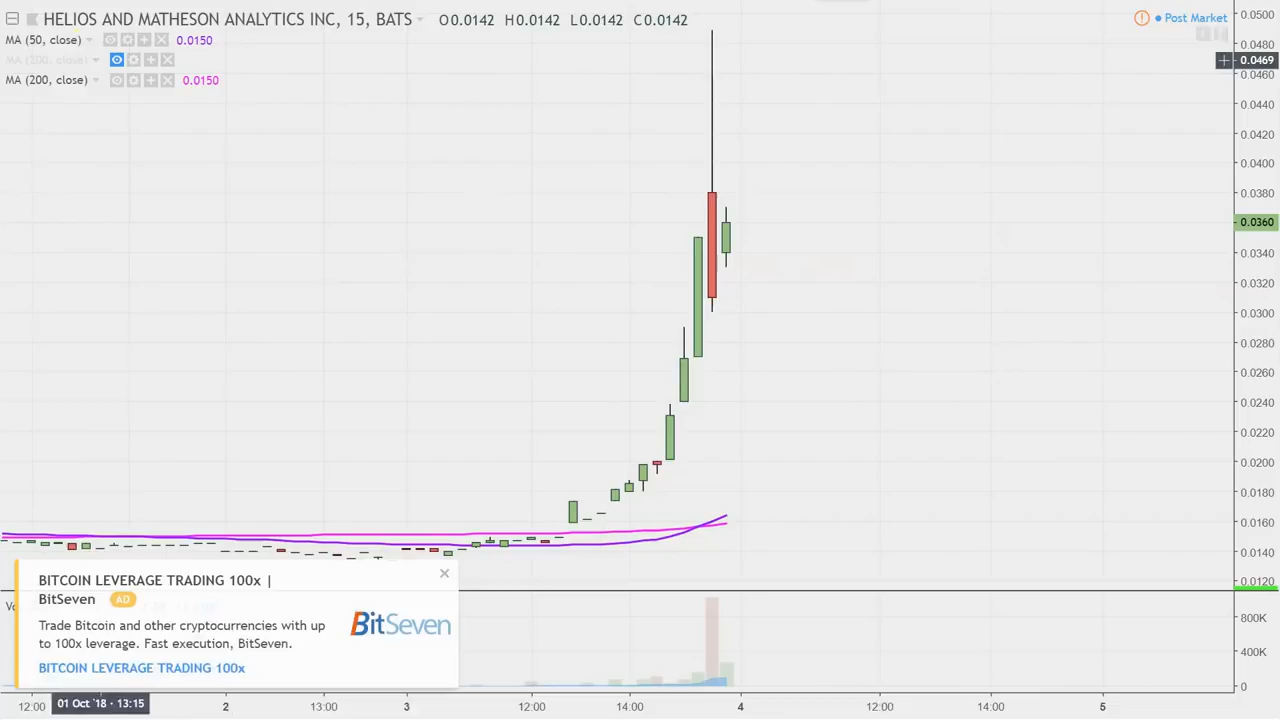 HELIOS AND MATHESON ANALYTICS INC, 15, BATS O0.0142 H0.0142 L0.0142 C0.0142
Post Market
MA (50, close) 0.0150
MA (200, close)
MA (200, close) 0.0150
0.0500
0.0480
0.0469
0.0460
0.0440
0.0420
0.0400
0.0380
0.0360
0.0340
0.0320
0.0300
0.0280
0.0260
0.0240
0.0220
0.0200
0.0180
0.0160
0.0140
0.0120
BITCOIN LEVERAGE TRADING 100x |
BitSeven AD
Trade Bitcoin and other cryptocurrencies with up
to 100x leverage. Fast execution, BitSeven.
BITCOIN LEVERAGE TRADING 100x
BitSeven
800K
400K
0
12:00 01 Oct '18 - 13:15 2 13:00 3 12:00 14:00 4 12:00 14:00 5